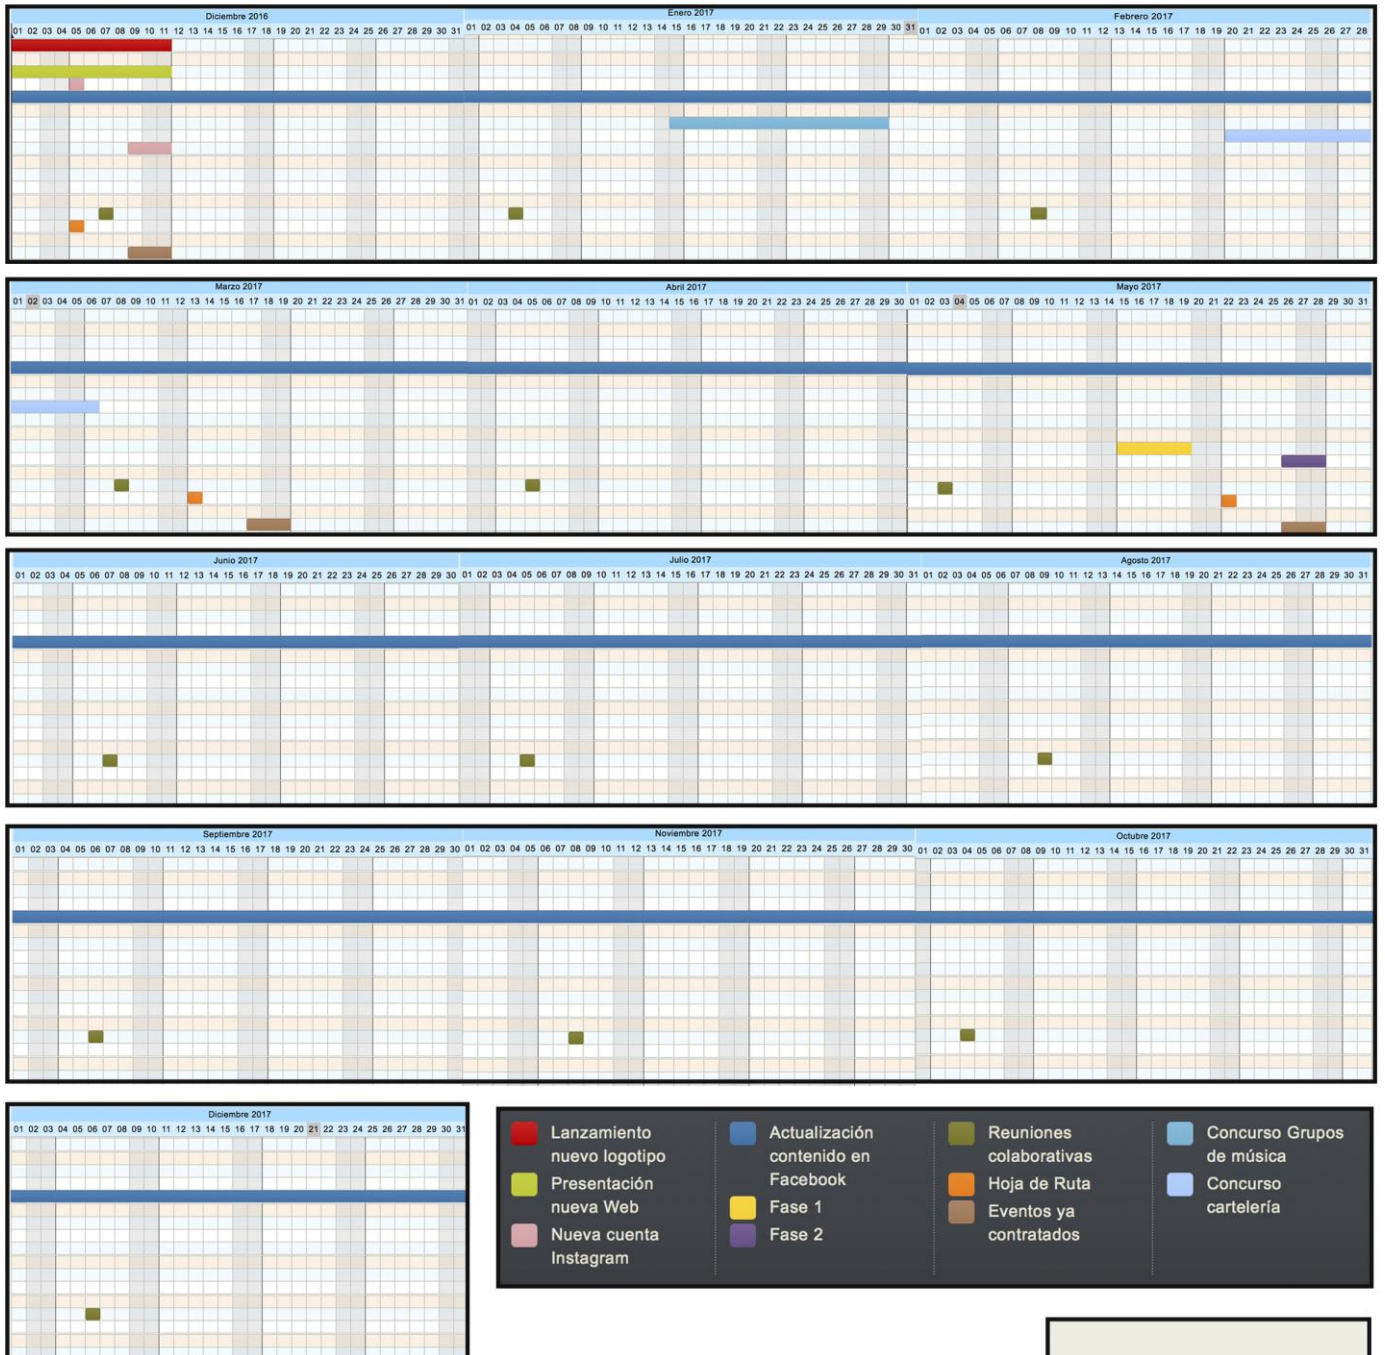 Diciembre 2016
01 02 03 04 05 06 07 08 09 10 11 12 13 14 15 16 17 18 19 20 21 22 23 24 25 26 27 28 29 30 31
Enero 2017
01 02 03 04 05 06 07 08 09 10 11 12 13 14 15 16 17 18 19 20 21 22 23 24 25 26 27 28 29 30 31
Febrero 2017
01 02 03 04 05 06 07 08 09 10 11 12 13 14 15 16 17 18 19 20 21 22 23 24 25 26 27 28
Marzo 2017
01 02 03 04 05 06 07 08 09 10 11 12 13 14 15 16 17 18 19 20 21 22 23 24 25 26 27 28 29 30 31
Abril 2017
01 02 03 04 05 06 07 08 09 10 11 12 13 14 15 16 17 18 19 20 21 22 23 24 25 26 27 28 29 30
Mayo 2017
01 02 03 04 05 06 07 08 09 10 11 12 13 14 15 16 17 18 19 20 21 22 23 24 25 26 27 28 29 30 31
Junio 2017
01 02 03 04 05 06 07 08 09 10 11 12 13 14 15 16 17 18 19 20 21 22 23 24 25 26 27 28 29 30
Julio 2017
01 02 03 04 05 06 07 08 09 10 11 12 13 14 15 16 17 18 19 20 21 22 23 24 25 26 27 28 29 30 31
Agosto 2017
01 02 03 04 05 06 07 08 09 10 11 12 13 14 15 16 17 18 19 20 21 22 23 24 25 26 27 28 29 30 31
Septiembre 2017
01 02 03 04 05 06 07 08 09 10 11 12 13 14 15 16 17 18 19 20 21 22 23 24 25 26 27 28 29 30
Noviembre 2017
01 02 03 04 05 06 07 08 09 10 11 12 13 14 15 16 17 18 19 20 21 22 23 24 25 26 27 28 29 30
Octubre 2017
01 02 03 04 05 06 07 08 09 10 11 12 13 14 15 16 17 18 19 20 21 22 23 24 25 26 27 28 29 30 31
Diciembre 2017
01 02 03 04 05 06 07 08 09 10 11 12 13 14 15 16 17 18 19 20 21 22 23 24 25 26 27 28 29 30 31
Lanzamiento
nuevo logotipo
Presentación
nueva Web
Nueva cuenta
Instagram
Actualización
contenido en
Facebook
Fase 1
Fase 2
Reuniones
colaborativas
Hoja de Ruta
Eventos ya
contratados
Concurso Grupos
de música
Concurso
cartelería